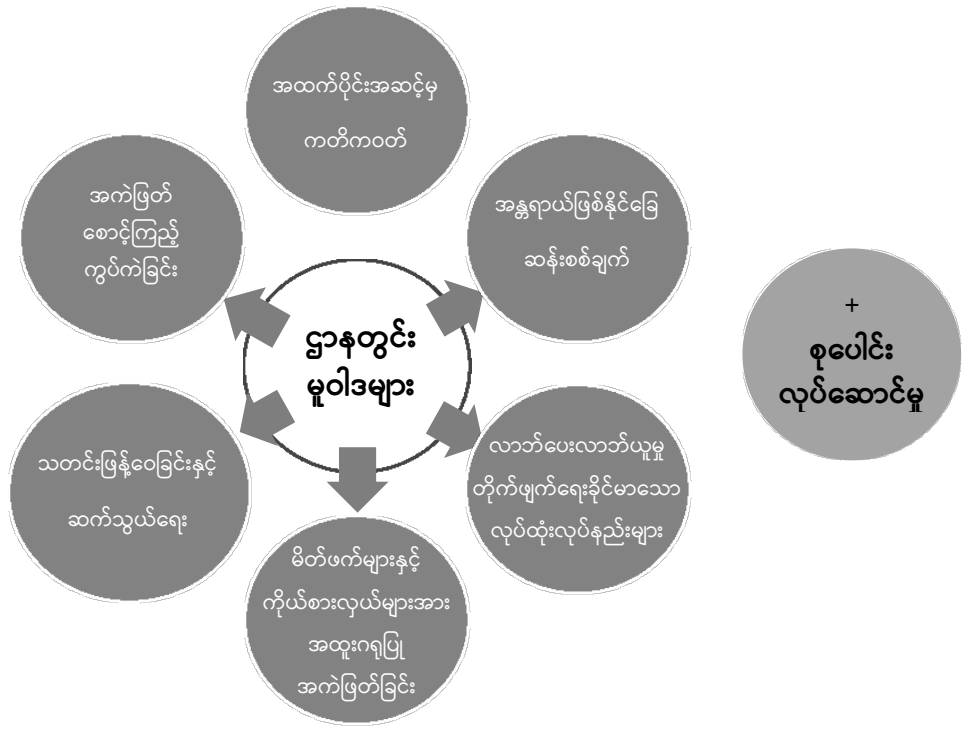 အထက်ပိုင်းအဆင့်မှ
ကတိကဝတ်
အကဲဖြတ်
စောင့်ကြည့်
ကွပ်ကဲခြင်း
အန္တရာယ်ဖြစ်နိုင်ခြေ
ဆန်းစစ်ချက်
ဌာနတွင်း
မူဝါဒများ
+
စုပေါင်း
လုပ်ဆောင်မှု
သတင်းဖြန့်ဝေခြင်းနှင့်
ဆက်သွယ်ရေး
လာဘ်ပေးလာဘ်ယူမှု
တိုက်ဖျက်ရေးခိုင်မာသော
လုပ်ထုံးလုပ်နည်းများ
မိတ်ဖက်များနှင့်
ကိုယ်စားလှယ်များအား
အထူးဂရုပြု
အကဲဖြတ်ခြင်း